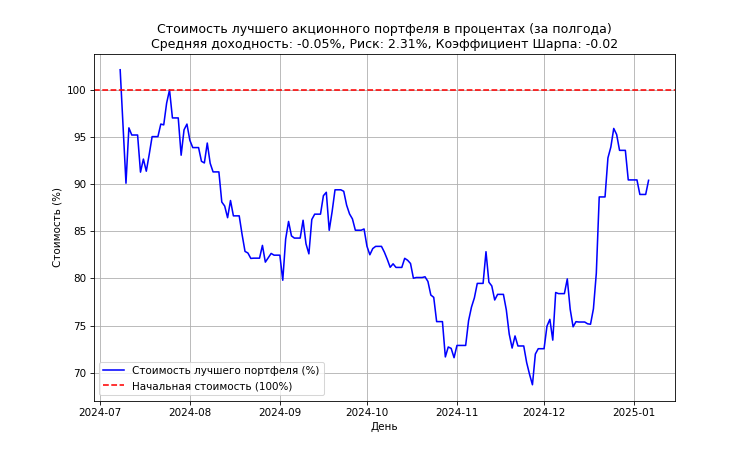 Стоимость лучшего акционного портфеля в процентах (за полгода)
Средняя доходность: -0.05%, Риск: 2.31%, Коэффициент Шарпа: -0.02
Стоимость (%)
100
95
90
85
80
75
70
Стоимость лучшего портфеля (%)
Начальная стоимость (100%)
2024-07 2024-08 2024-09 2024-10 2024-11 2024-12 2025-01
День